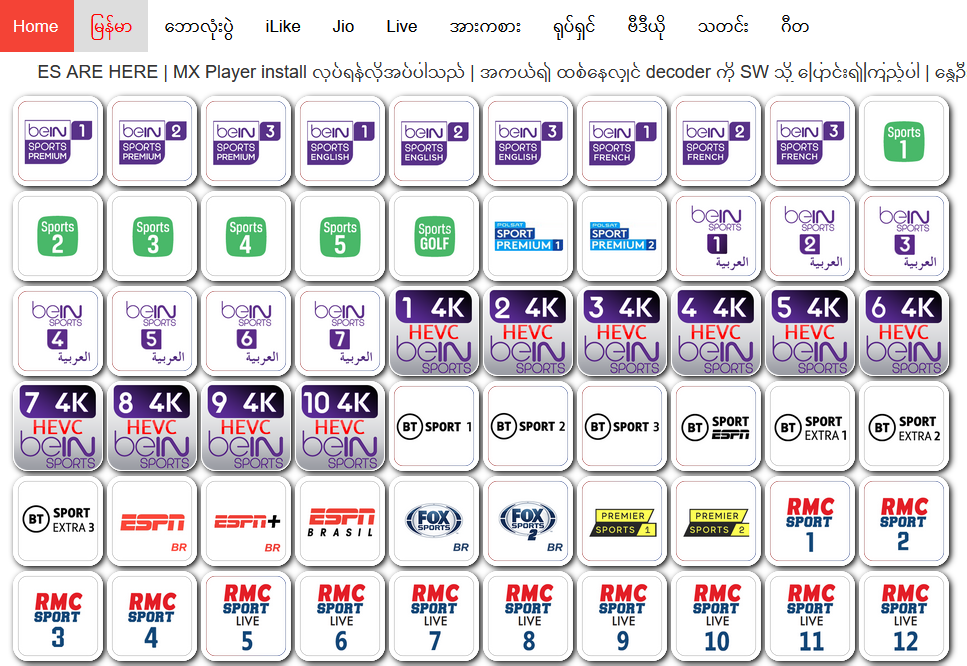 Home မြန်မာ ဘောလုံးပွဲ iLike Jio Live အားကစား ရုပ်ရှင် ဗီဒီယို သတင်း ဂီတ
ES ARE HERE | MX Player install လုပ်ရန်လိုအပ်ပါသည် | အကယ်၍ ထစ်နေလျှင် decoder ကို SW သို့ ပြောင်း၍ကြည့်ပါ |
beIN 1 SPORTS PREMIUM
beIN 2 SPORTS PREMIUM
beIN 3 SPORTS PREMIUM
beIN 1 SPORTS ENGLISH
beIN 2 SPORTS ENGLISH
beIN 3 SPORTS ENGLISH
beIN 1 SPORTS FRENCH
beIN 2 SPORTS FRENCH
beIN 3 SPORTS FRENCH
Sports 1
Sports 2
Sports 3
Sports 4
Sports 5
Sports GOLF
POLSAT SPORT PREMIUM 1
POLSAT SPORT PREMIUM 2
beIN SPORTS 1 العربية
beIN SPORTS 2 العربية
beIN SPORTS 3 العربية
beIN SPORTS 4 العربية
beIN SPORTS 5 العربية
beIN SPORTS 6 العربية
beIN SPORTS 7 العربية
1 4K HEVC beIN SPORTS
2 4K HEVC beIN SPORTS
3 4K HEVC beIN SPORTS
4 4K HEVC beIN SPORTS
5 4K HEVC beIN SPORTS
6 4K HEVC beIN SPORTS
7 4K HEVC beIN SPORTS
8 4K HEVC beIN SPORTS
9 4K HEVC beIN SPORTS
10 4K HEVC beIN SPORTS
BT SPORT 1
BT SPORT 2
BT SPORT 3
BT SPORT ESPN
BT SPORT EXTRA 1
BT SPORT EXTRA 2
BT SPORT EXTRA 3
ESPN BR
ESPN+ BR
ESPN BRASIL
FOX SPORTS BR
FOX SPORTS 2 BR
PREMIER SPORTS 1
PREMIER SPORTS 2
RMC SPORT 1
RMC SPORT 2
RMC SPORT 3
RMC SPORT 4
RMC SPORT LIVE 5
RMC SPORT LIVE 6
RMC SPORT LIVE 7
RMC SPORT LIVE 8
RMC SPORT LIVE 9
RMC SPORT LIVE 10
RMC SPORT LIVE 11
RMC SPORT LIVE 12